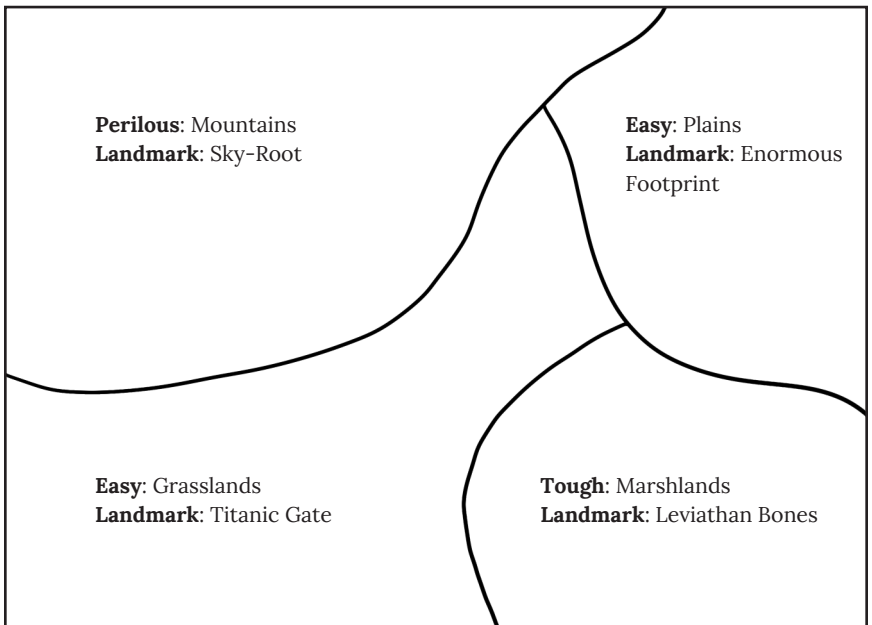 Perilous: Mountains
Landmark: Sky-Root
Easy: Plains
Landmark: Enormous
Footprint
Easy: Grasslands
Landmark: Titanic Gate
Tough: Marshlands
Landmark: Leviathan Bones